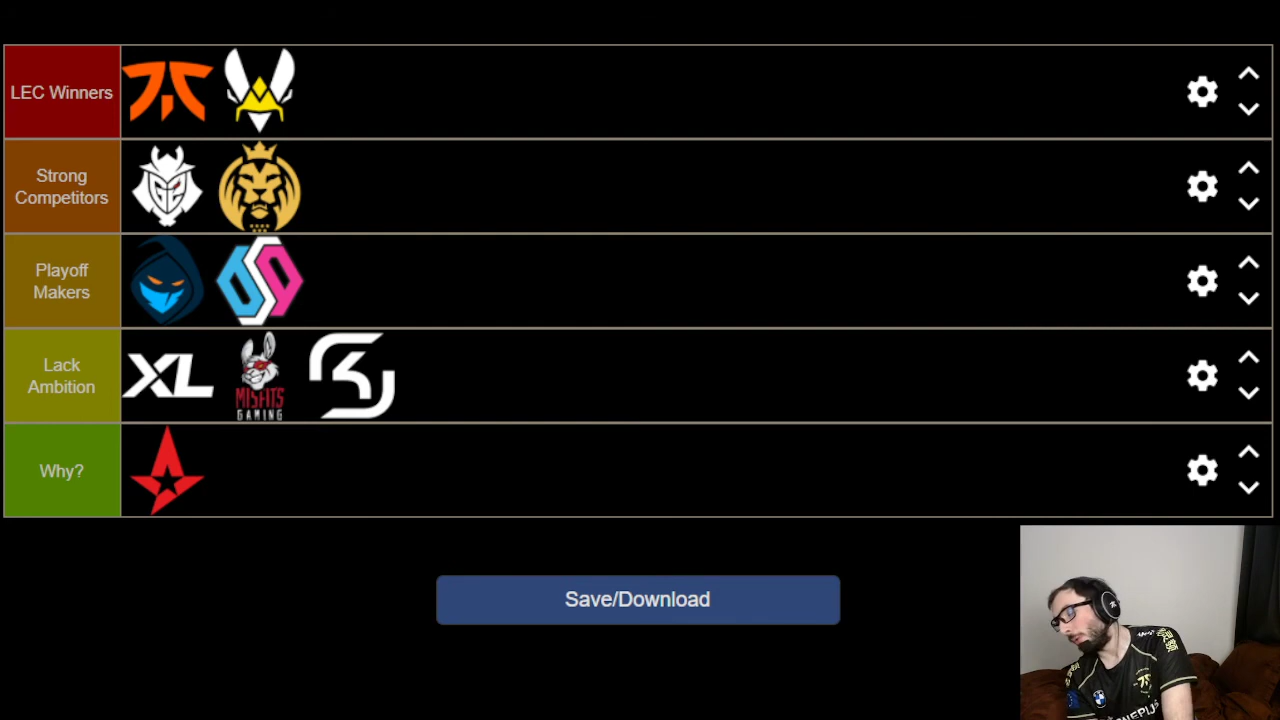 LEC Winners
Strong
Competitors
Playoff
Makers
Lack
Ambition
XL
MISFITS
GAMING
Why?
Save/Download